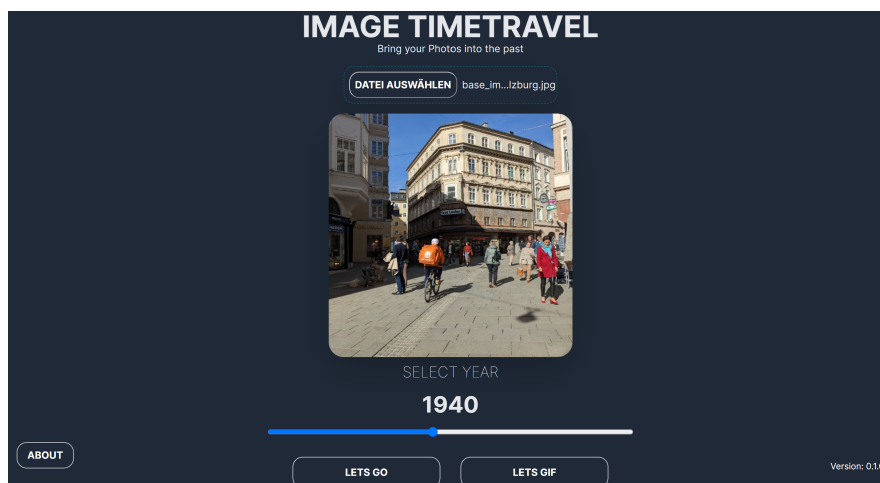 IMAGE TIMETRAVEL
Bring your Photos into the past
DATEI AUSWÄHLEN base_im...lzburg.jpg
SELECT YEAR
1940
ABOUT
LETS GO LETS GIF
Version: 0.1.